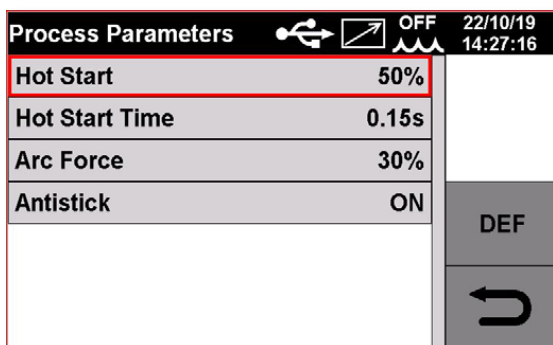 Process Parameters OFF 22/10/19
14:27:16
Hot Start 50%
Hot Start Time 0.15s
Arc Force 30%
Antistick ON
DEF